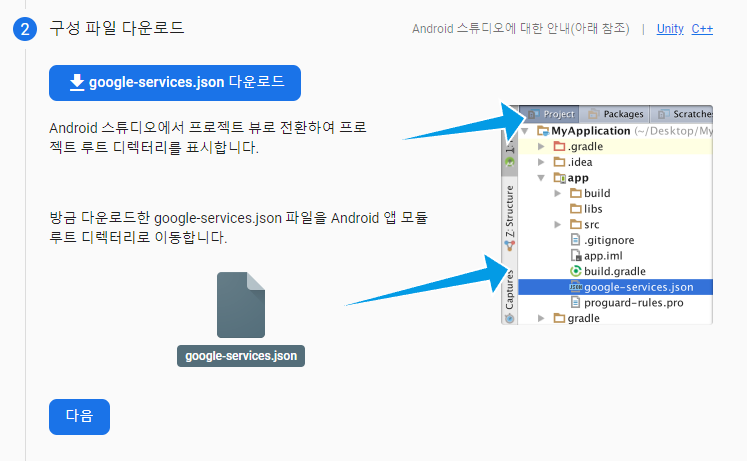 2 구성 파일 다운로드
Android 스튜디오에 대한 안내(아래 참조) | Unity C++
google-services.json 다운로드
Android 스튜디오에서 프로젝트 뷰로 전환하여 프로
젝트 루트 디렉터리를 표시합니다.
방금 다운로드한 google-services.json 파일을 Android 앱 모듈
루트 디렉터리로 이동합니다.
google-services.json
다음
Project Packages Scratches
MyApplication (~/Desktop/My
.gradle
.idea
app
build
libs
src
.gitignore
app.iml
build.gradle
google-services.json
proguard-rules.pro
gradle
Z: Structure
Captures